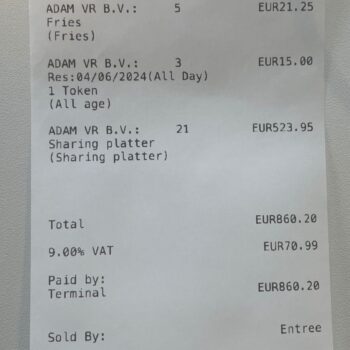 ADAM VR B.V.: 5 EUR21.25
Fries
(Fries)
ADAM VR B.V.: 3 EUR15.00
Res:04/06/2024(All Day)
1 Token
(All age)
ADAM VR B.V.: 21 EUR523.95
Sharing platter
(Sharing platter)
Total EUR860.20
9.00% VAT EUR70.99
Paid by:
Terminal EUR860.20
Sold By: Entree